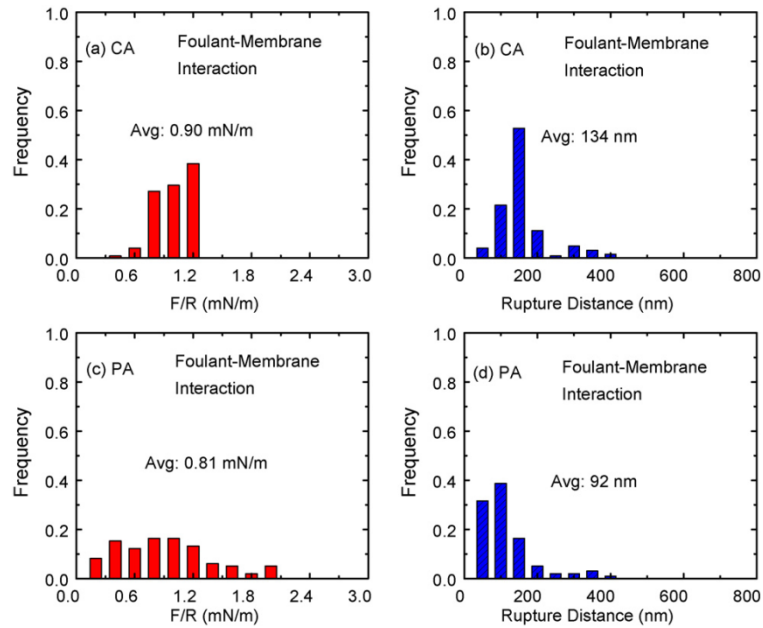 1.0
(a) CA
Foulant-Membrane
Interaction
0.8
0.6
Avg: 0.90 mN/m
0.4
0.2
0.0
Frequency
0.0 0.6 1.2 1.8 2.4 3.0
F/R (mN/m)
1.0
(b) CA
Foulant-Membrane
Interaction
0.8
0.6
Avg: 134 nm
0.4
0.2
0.0
Frequency
0 200 400 600 800
Rupture Distance (nm)
1.0
(c) PA
Foulant-Membrane
Interaction
0.8
0.6
Avg: 0.81 mN/m
0.4
0.2
0.0
Frequency
0.0 0.6 1.2 1.8 2.4 3.0
F/R (mN/m)
1.0
(d) PA
Foulant-Membrane
Interaction
0.8
0.6
Avg: 92 nm
0.4
0.2
0.0
Frequency
0 200 400 600 800
Rupture Distance (nm)